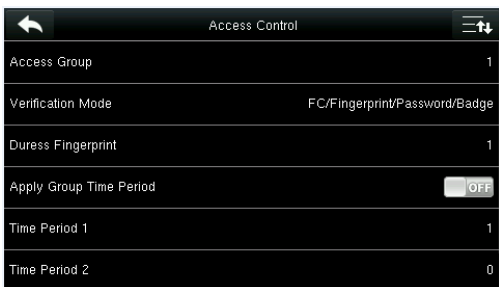 Access Control
Access Group 1
Verification Mode FC/Fingerprint/Password/Badge
Duress Fingerprint 1
Apply Group Time Period OFF
Time Period 1 1
Time Period 2 0